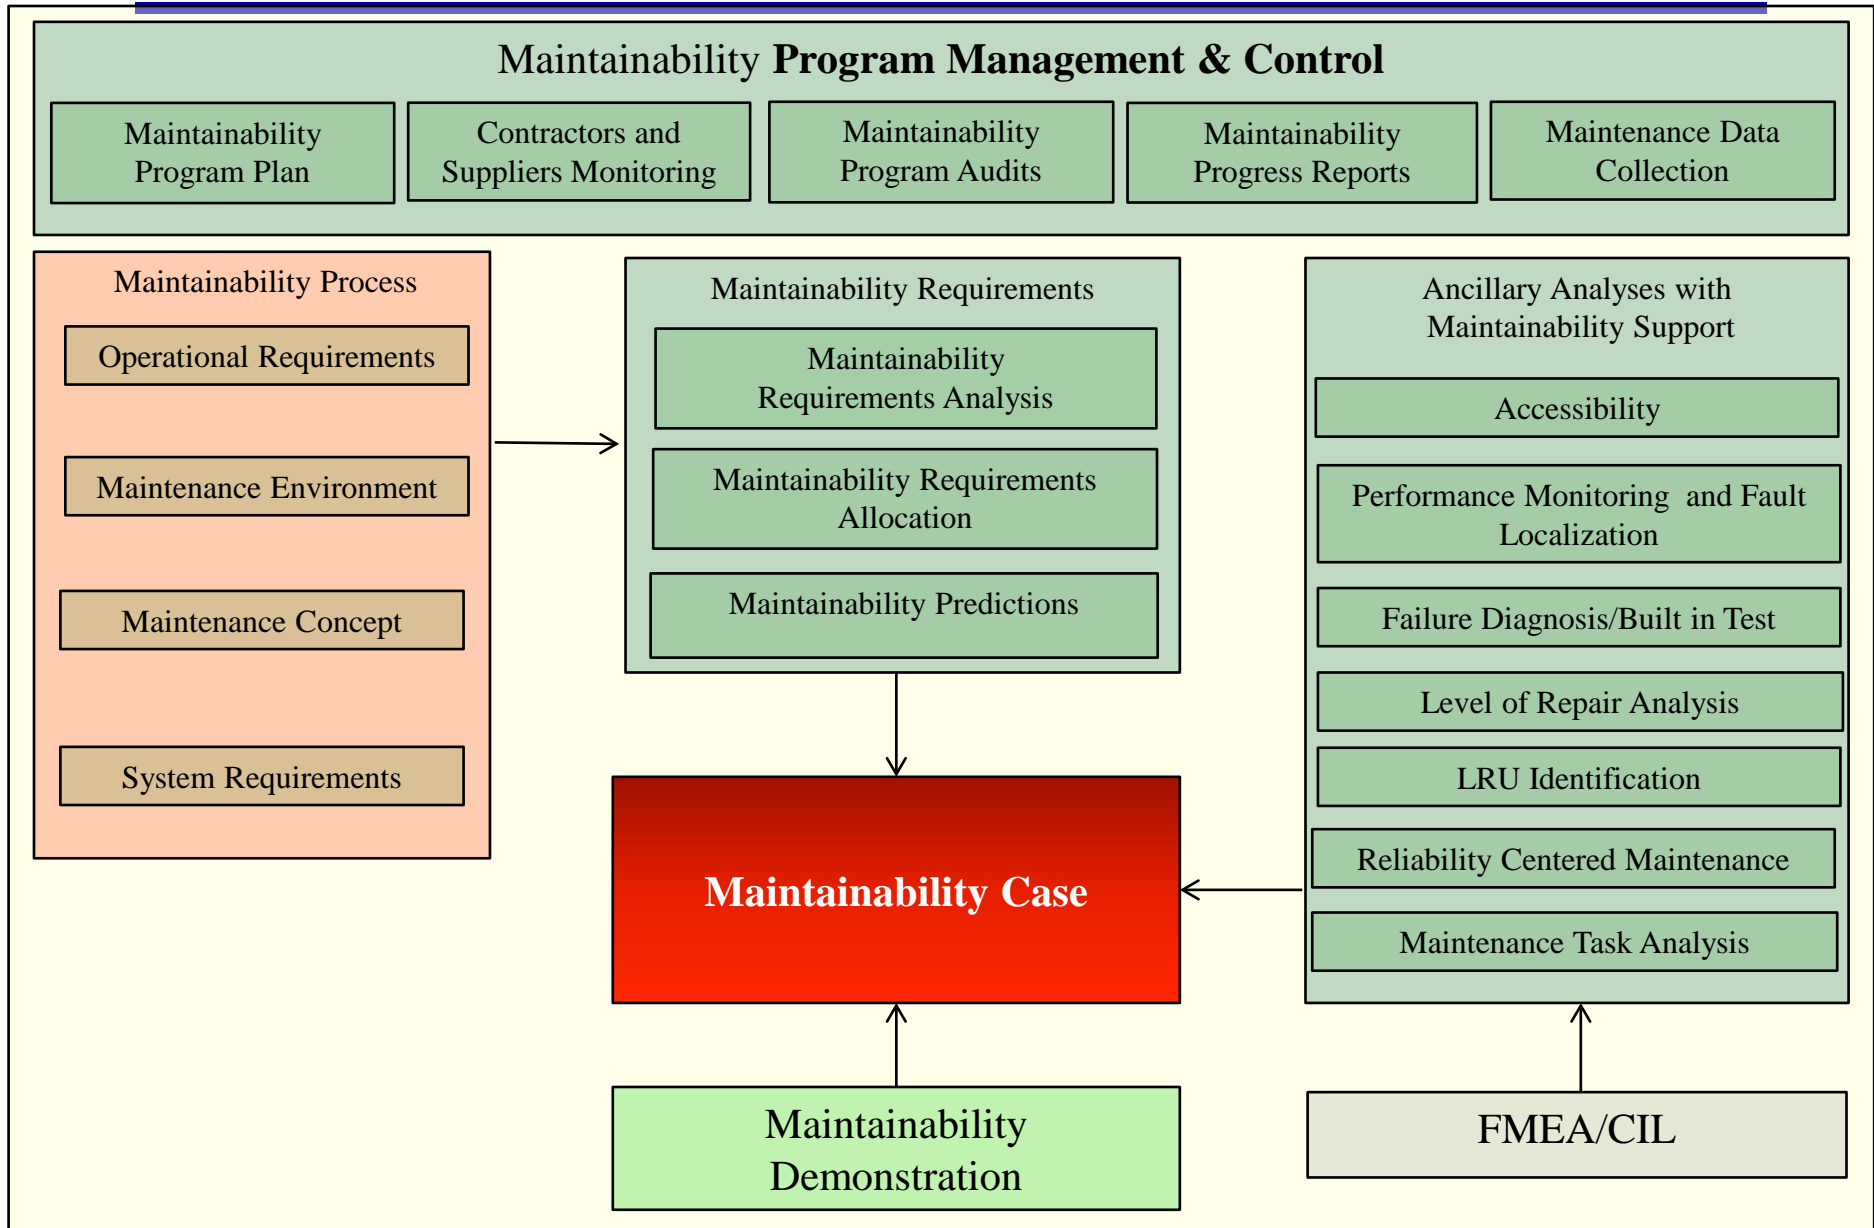 Maintainability Program Management & Control
Maintainability
Program Plan
Contractors and
Suppliers Monitoring
Maintainability
Program Audits
Maintainability
Progress Reports
Maintenance Data
Collection
Maintainability Process
Operational Requirements
Maintenance Environment
Maintenance Concept
System Requirements
Maintainability Requirements
Maintainability
Requirements Analysis
Maintainability Requirements
Allocation
Maintainability Predictions
Ancillary Analyses with
Maintainability Support
Accessibility
Performance Monitoring and Fault
Localization
Failure Diagnosis/Built in Test
Level of Repair Analysis
LRU Identification
Reliability Centered Maintenance
Maintenance Task Analysis
Maintainability Case
Maintainability
Demonstration
FMEA/CIL